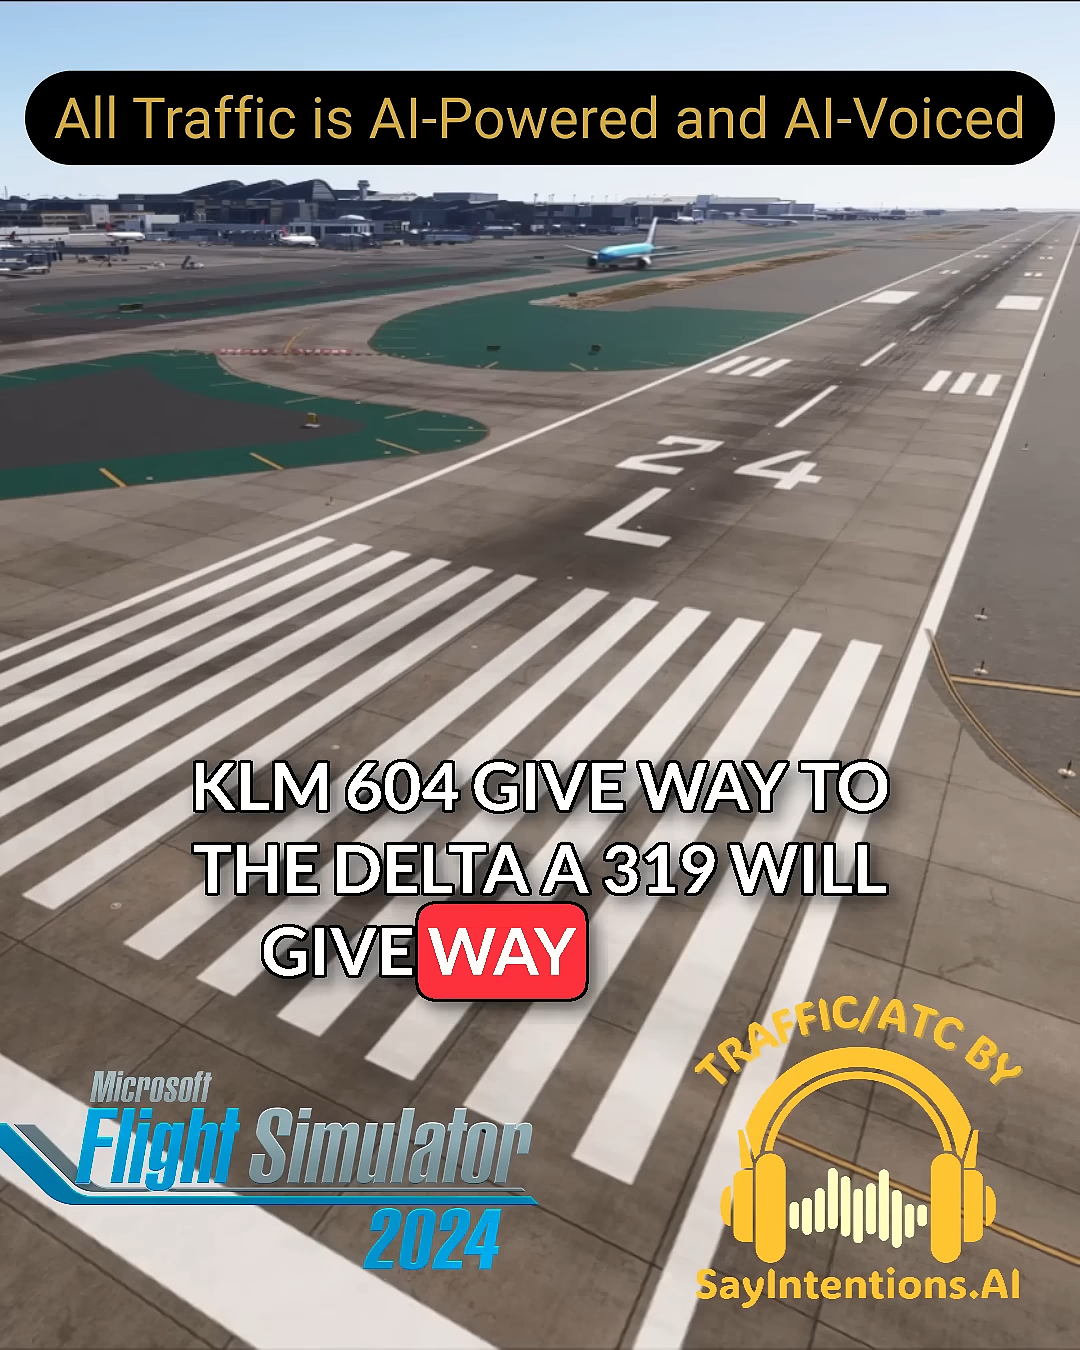 All Traffic is AI-Powered and AI-Voiced
24
L
KLM 604 GIVE WAY TO
THE DELTA A 319 WILL
GIVE WAY
Microsoft
Flight Simulator
2024
TRAFFIC/ATC BY
SayIntentions.AI